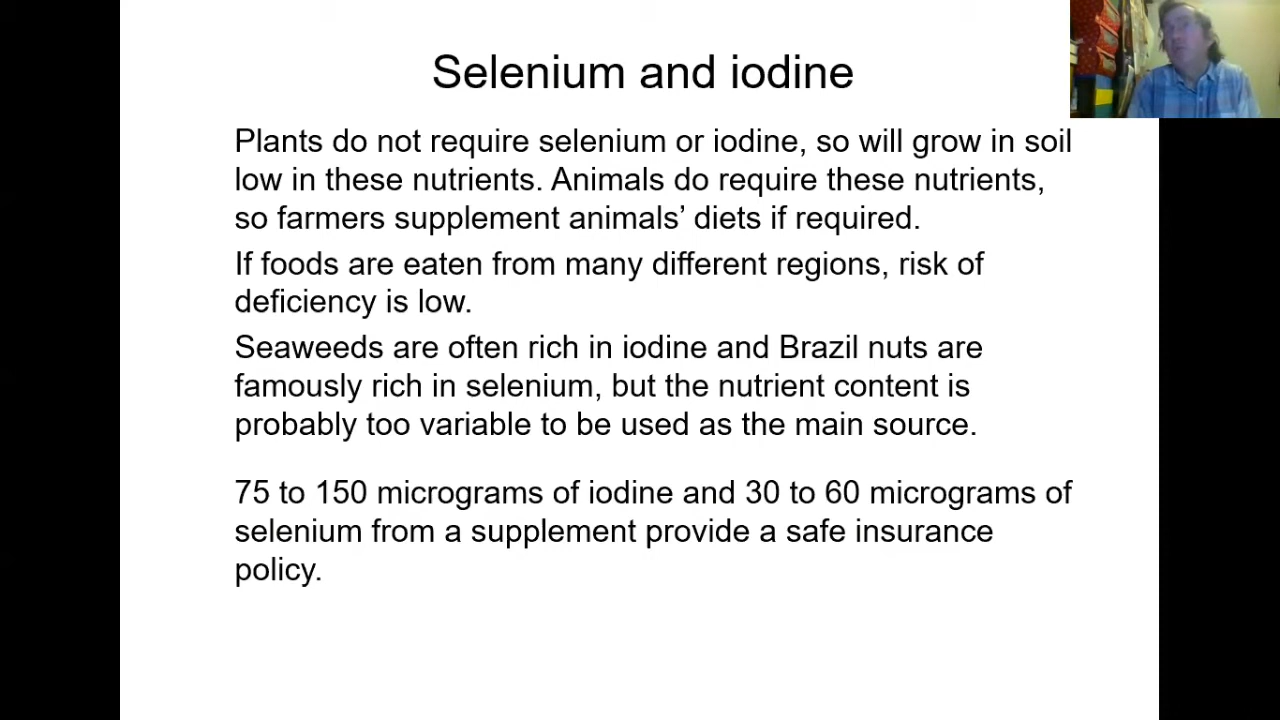 Selenium and iodine
Plants do not require selenium or iodine, so will grow in soil
low in these nutrients. Animals do require these nutrients,
so farmers supplement animals’ diets if required.
If foods are eaten from many different regions, risk of
deficiency is low.
Seaweeds are often rich in iodine and Brazil nuts are
famously rich in selenium, but the nutrient content is
probably too variable to be used as the main source.
75 to 150 micrograms of iodine and 30 to 60 micrograms of
selenium from a supplement provide a safe insurance
policy.